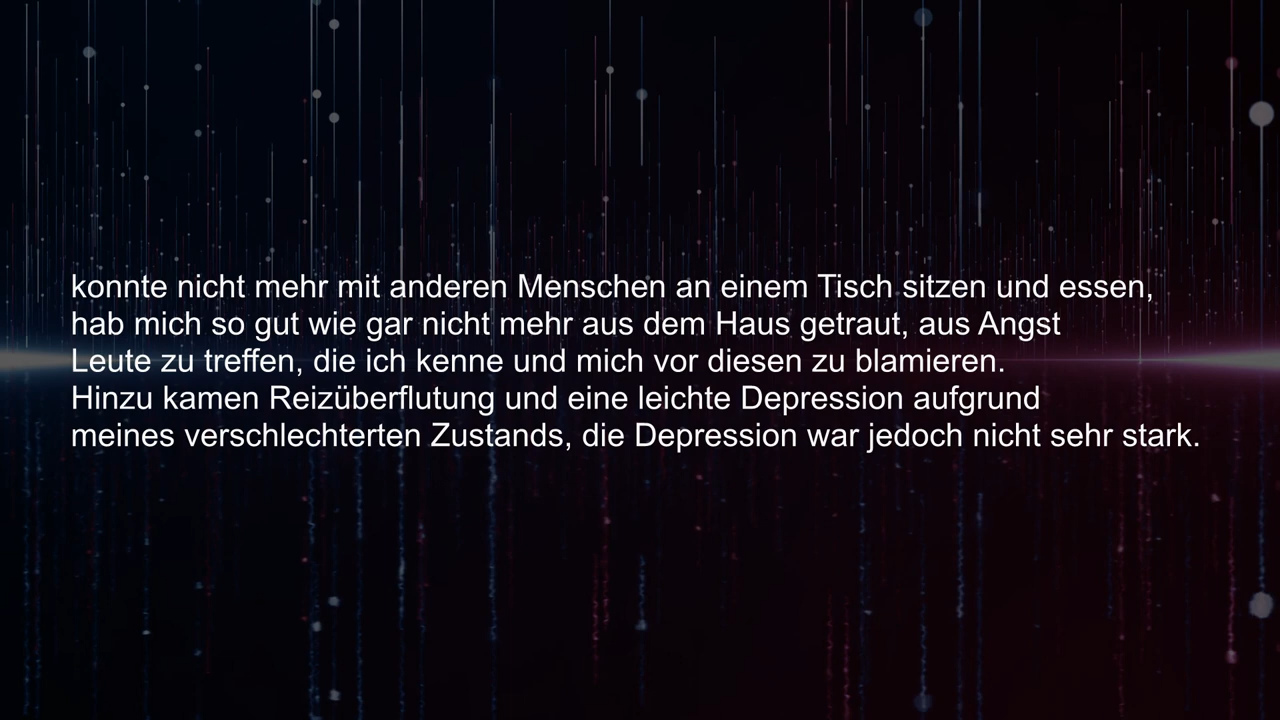 konnte nicht mehr mit anderen Menschen an einem Tisch sitzen und essen,
hab mich so gut wie gar nicht mehr aus dem Haus getraut, aus Angst
Leute zu treffen, die ich kenne und mich vor diesen zu blamieren.
Hinzu kamen Reizüberflutung und eine leichte Depression aufgrund
meines verschlechterten Zustands, die Depression war jedoch nicht sehr stark.